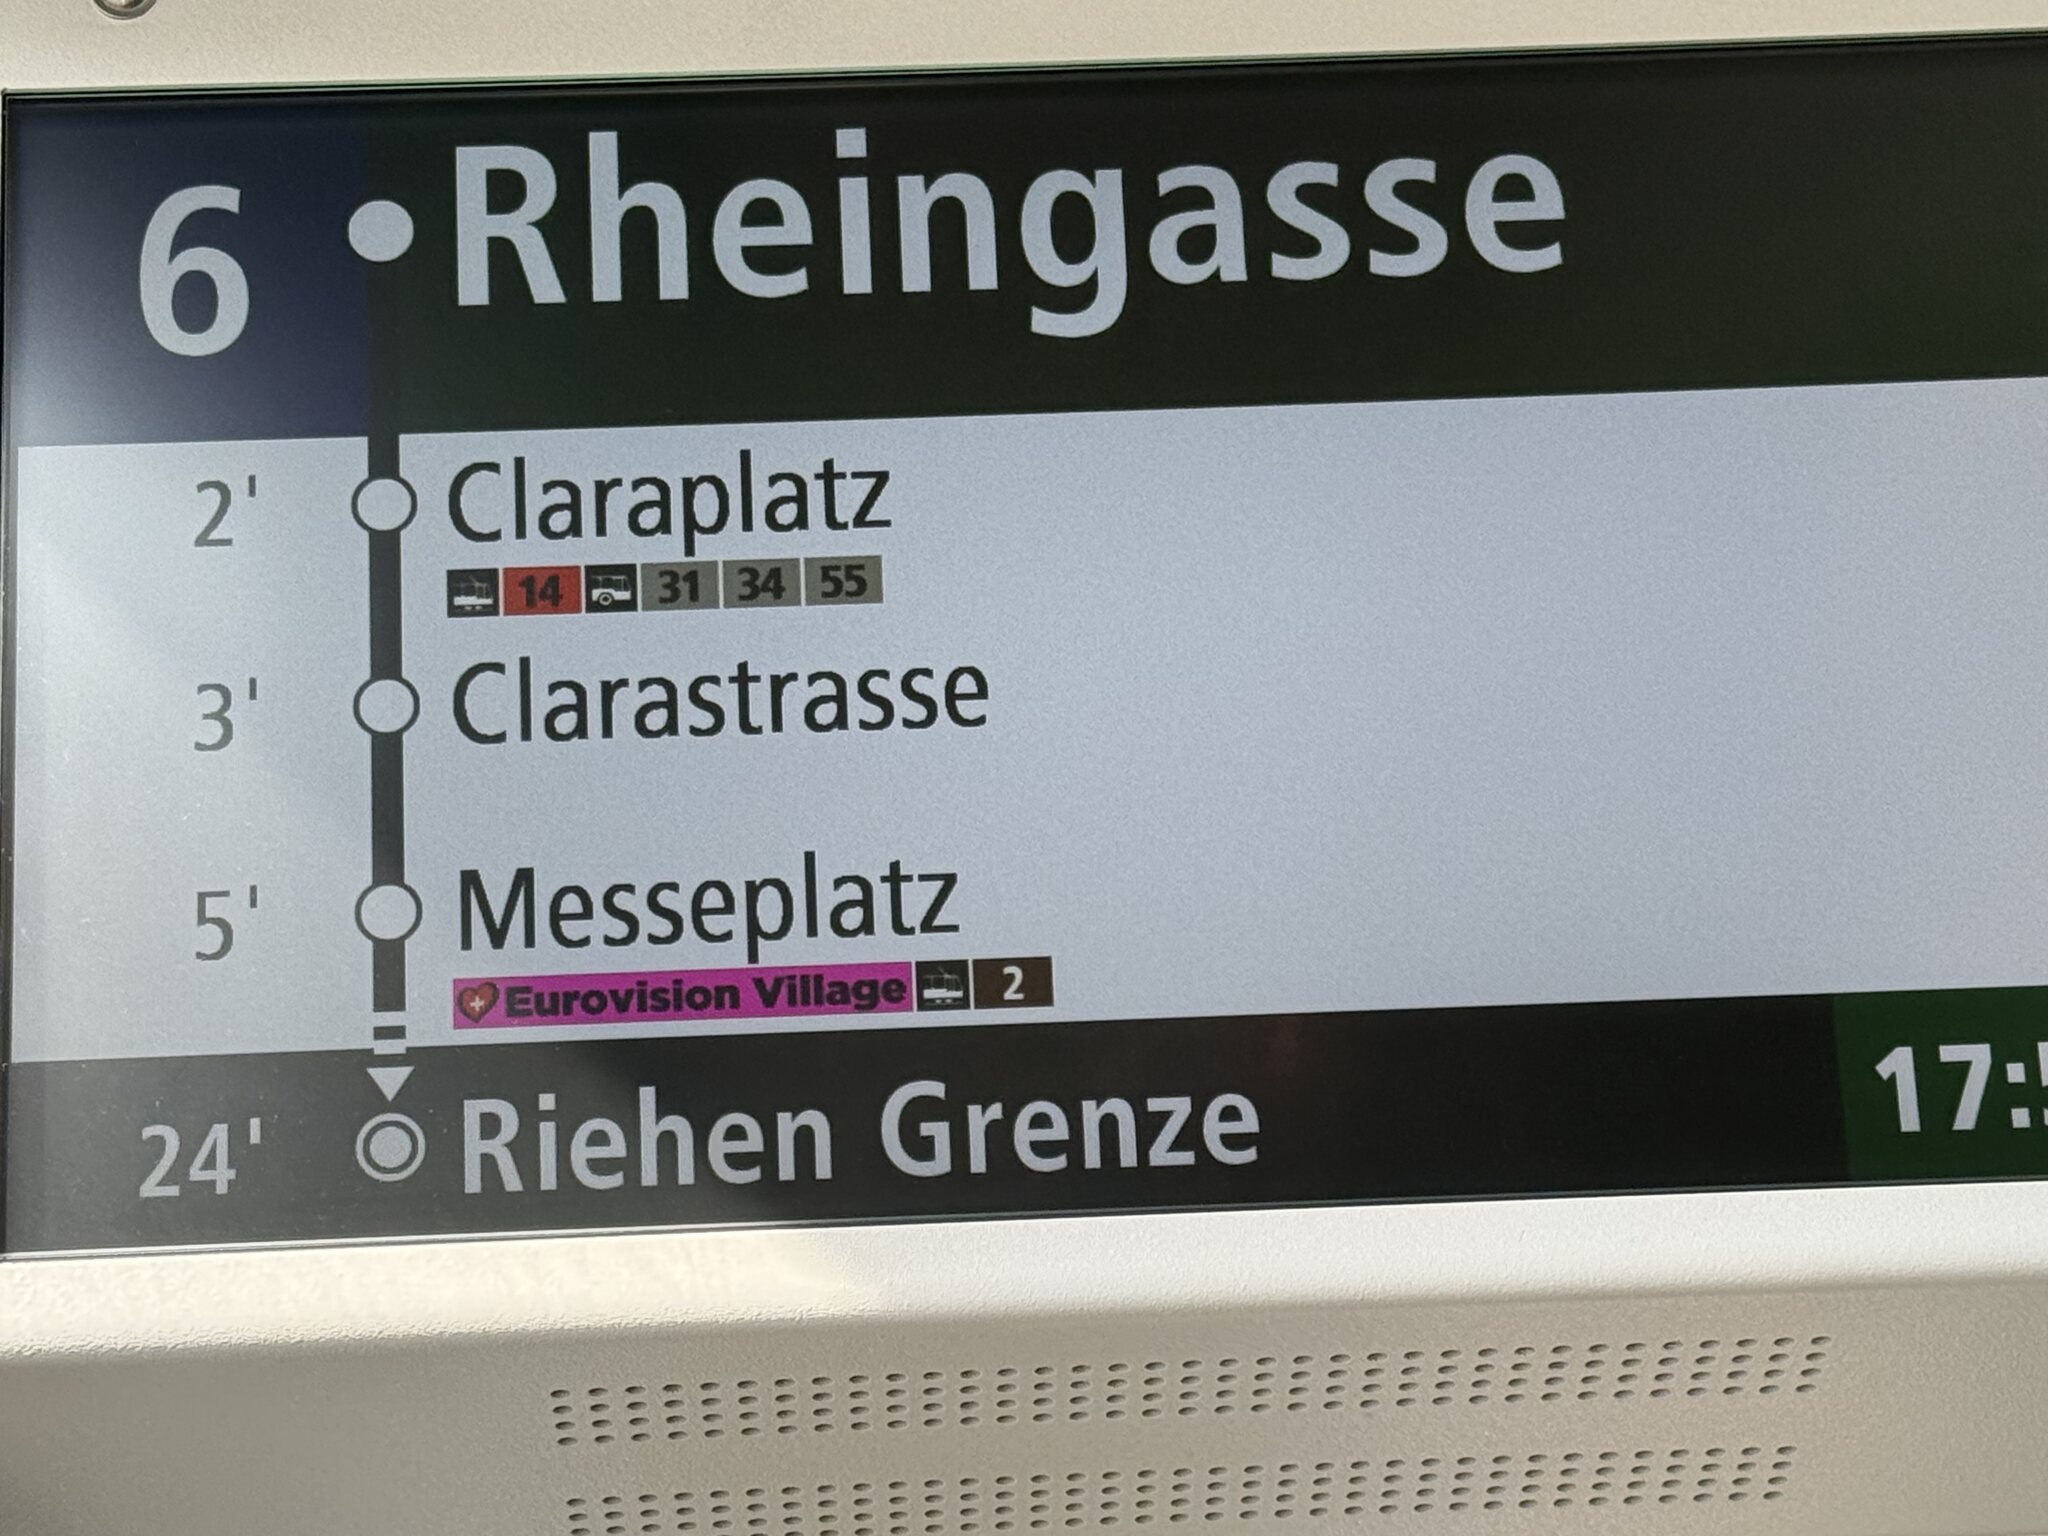 6 Rheingasse
2' Claraplatz
14 31 34 55
3' Clarastrasse
5' Messeplatz
Eurovision Village 2
24' Riehen Grenze